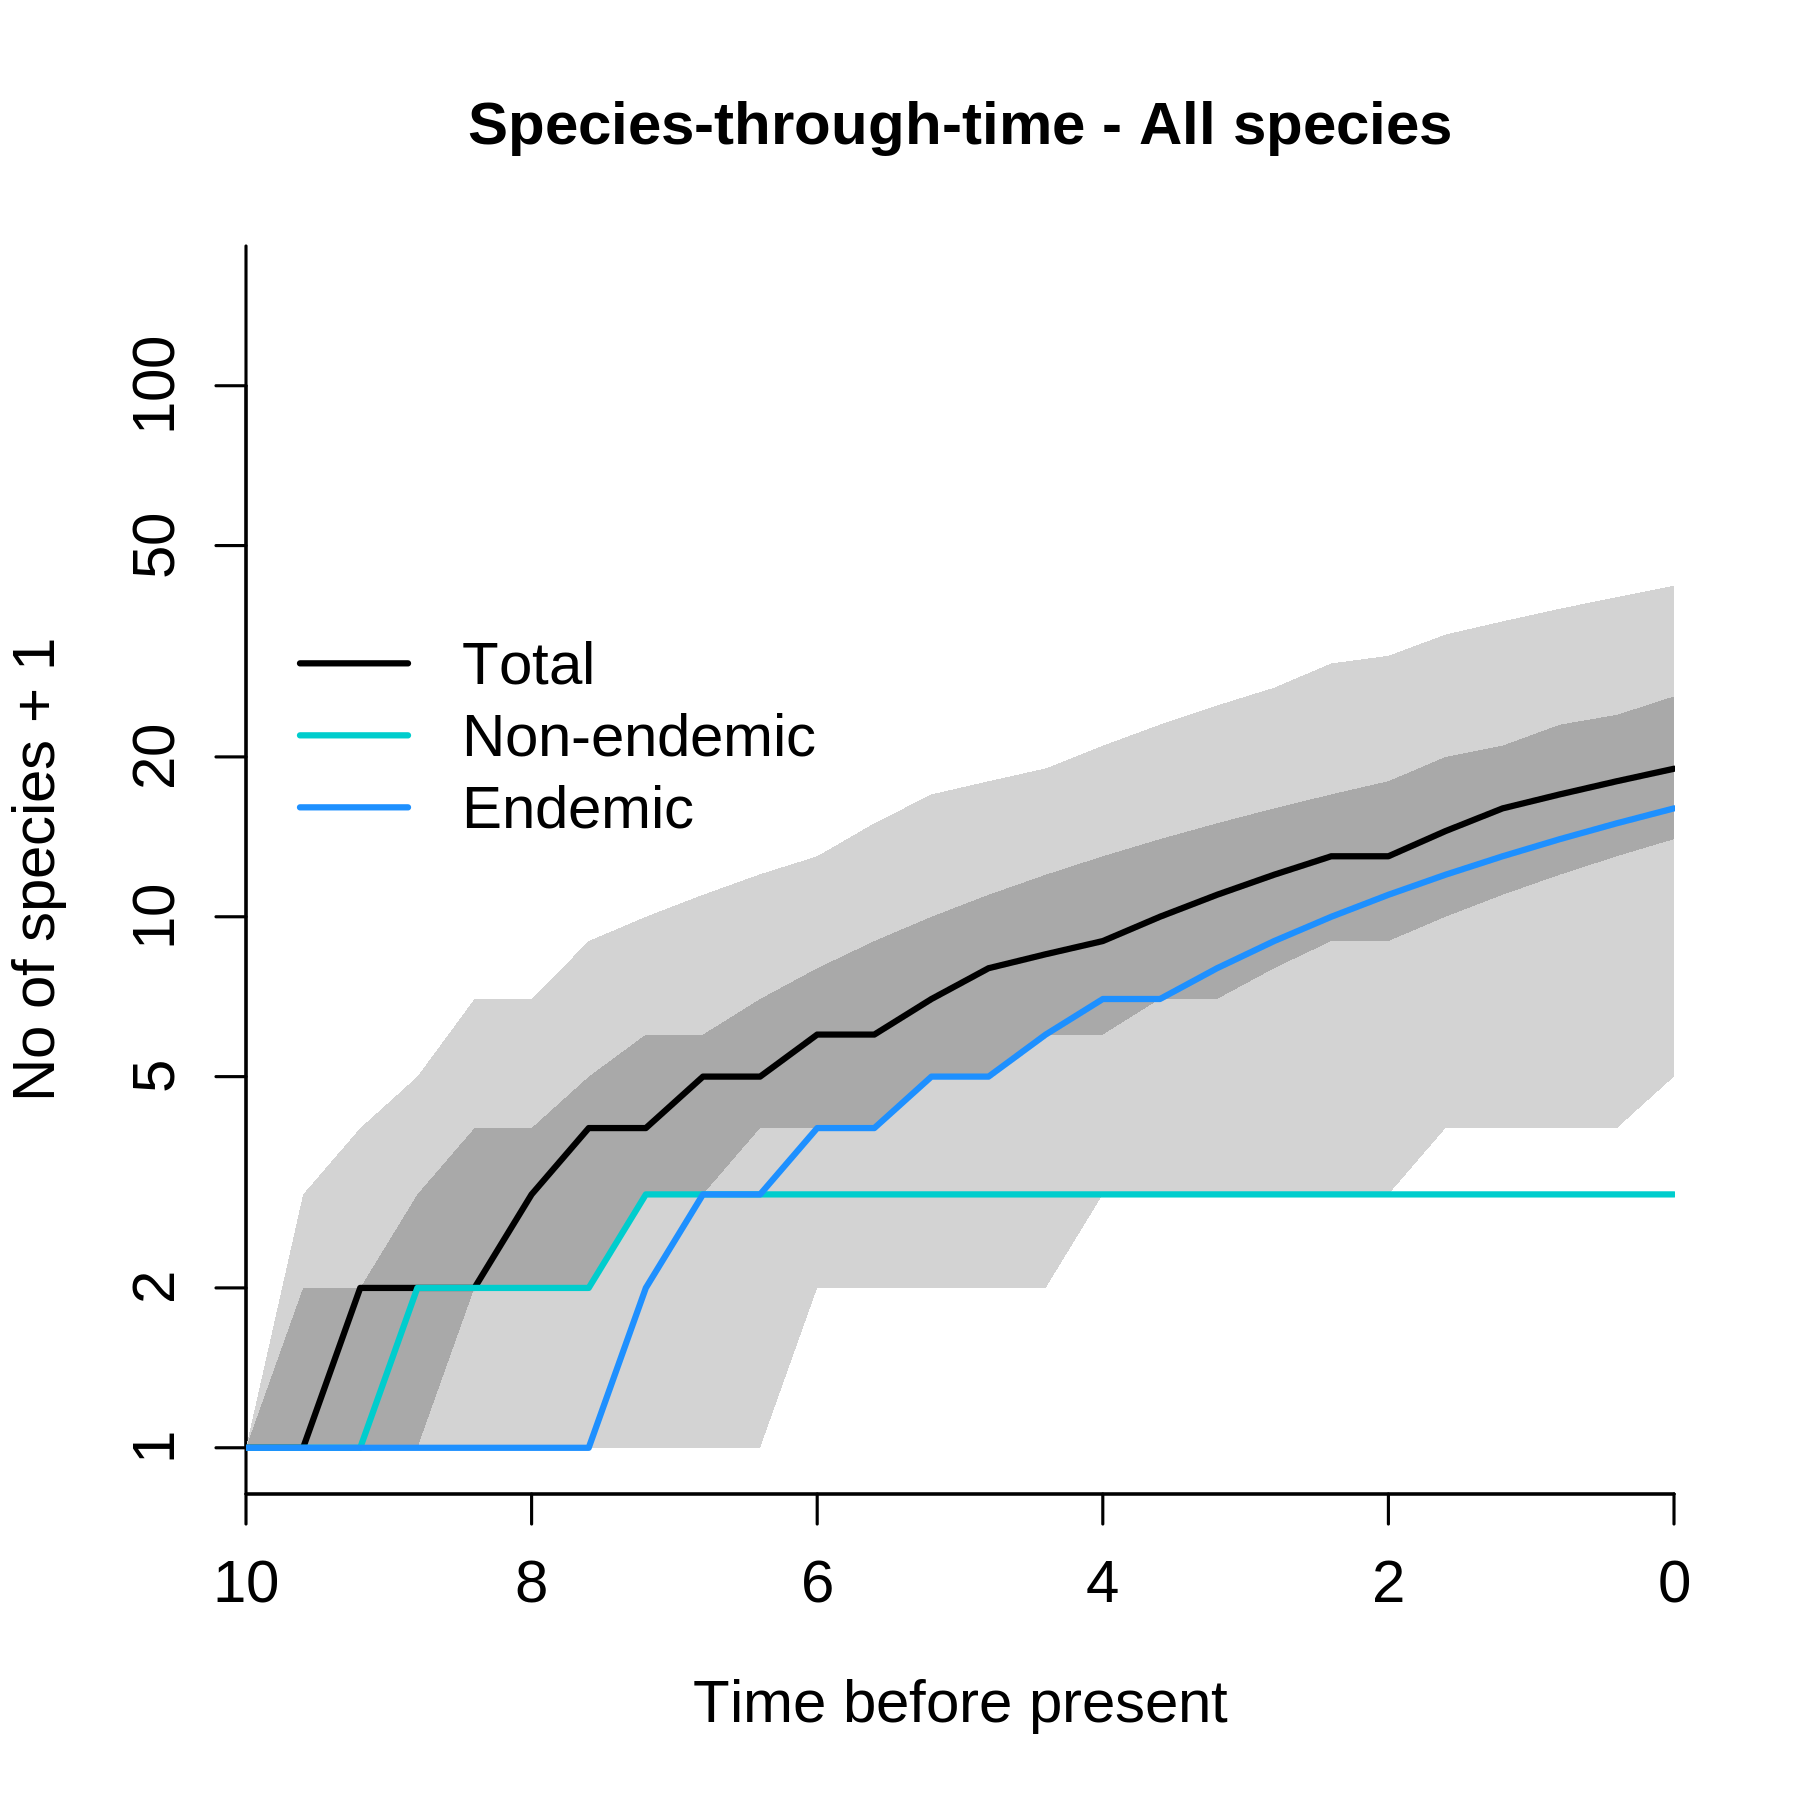 Species-through-time - All species
No of species + 1
100
50
20
10
5
2
1
Total
Non-endemic
Endemic
10 8 6 4 2 0
Time before present